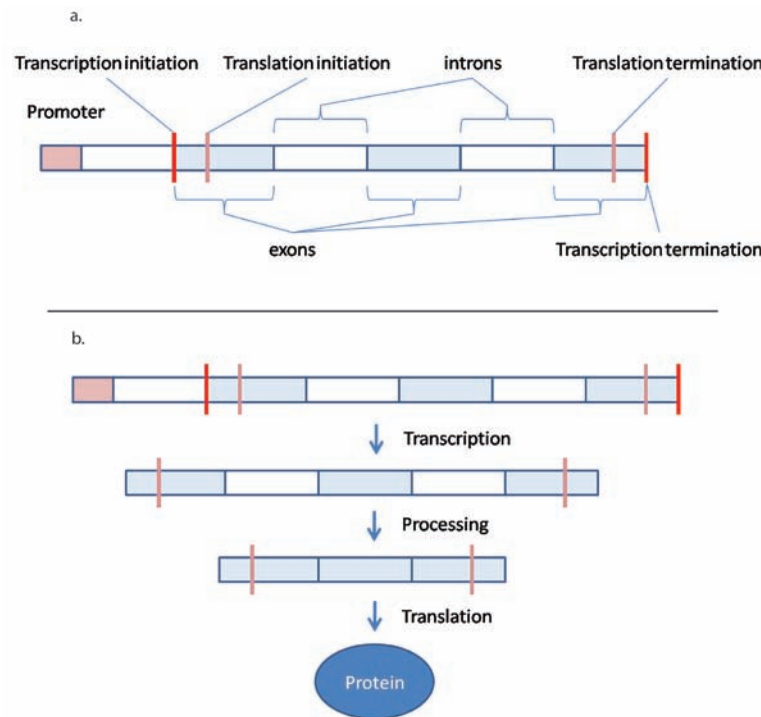 a.
Transcription initiation Translation initiation introns Translation termination
Promoter
exons Transcription termination
b.
Transcription
Processing
Translation
Protein